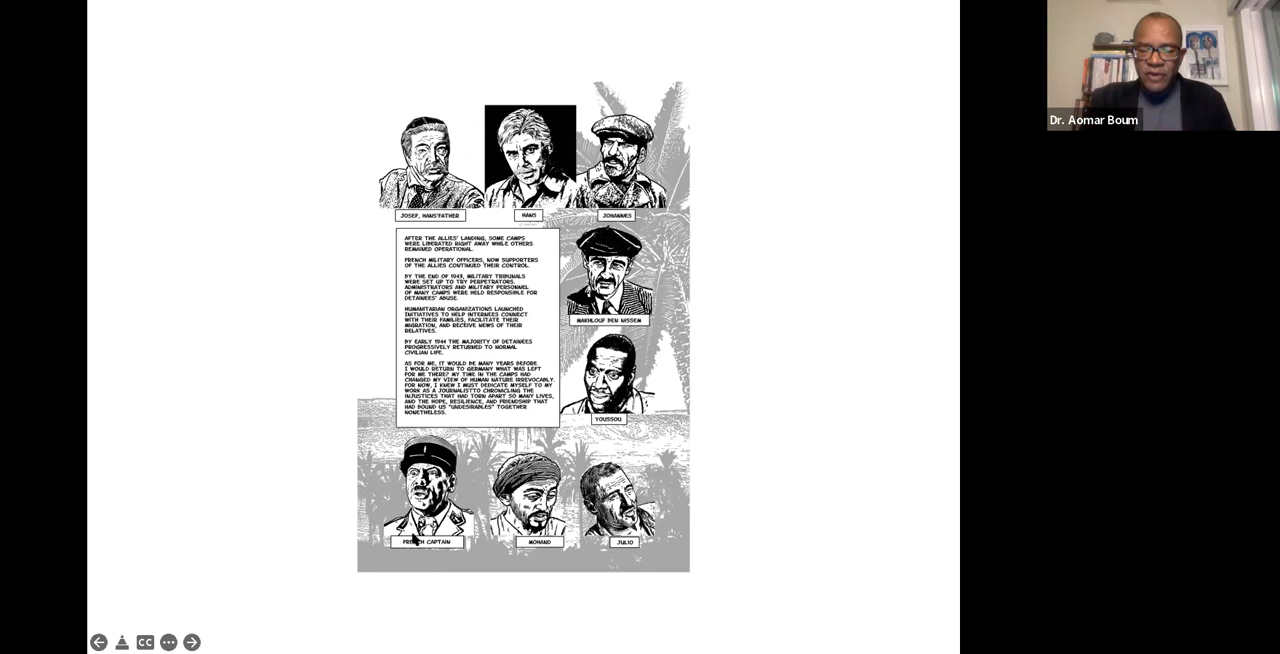 Dr. Aomar Boum
JOSEF, HANS'FATHER
HANS
JOHANNES
AFTER THE ALLIES' LANDING, SOME CAMPS
WERE LIBERATED RIGHT AWAY WHILE OTHERS
REMAINED OPERATIONAL.
FRENCH MILITARY OFFICERS, NOW SUPPORTERS
OF THE ALLIES CONTINUED THEIR CONTROL.
BY THE END OF 1943, MILITARY TRIBUNALS
WERE SET UP TO TRY PERPETRATORS.
ADMINISTRATORS AND MILITARY PERSONNEL
OF MANY CAMPS WERE HELD RESPONSIBLE FOR
DETAINEES' ABUSE.
HUMANITARIAN ORGANIZATIONS LAUNCHED
INITIATIVES TO HELP INTERNEES CONNECT
WITH THEIR FAMILIES, FACILITATE THEIR
MIGRATION, AND RECEIVE NEWS OF THEIR
RELATIVES.
BY EARLY 1944 THE MAJORITY OF DETAINEES
PROGRESSIVELY RETURNED TO NORMAL
CIVILIAN LIFE.
AS FOR ME, IT WOULD BE MANY YEARS BEFORE
I WOULD RETURN TO GERMANY WHAT WAS LEFT
FOR ME THERE? MY TIME IN THE CAMPS HAD
CHANGED MY VIEW OF HUMAN NATURE IRREVOCABLY.
FOR NOW, I KNEW I MUST DEDICATE MYSELF TO MY
WORK AS A JOURNALISTTO CHRONICLING THE
INJUSTICES THAT HAD TORN APART SO MANY LIVES,
AND THE HOPE, RESILIENCE, AND FRIENDSHIP THAT
HAD BOUND US "UNDESIRABLES" TOGETHER
NONETHELESS.
MAKHLOUF BEN NISSEM
YOUSSOU
FRENCH CAPTAIN
MOHAND
JULIO
CC